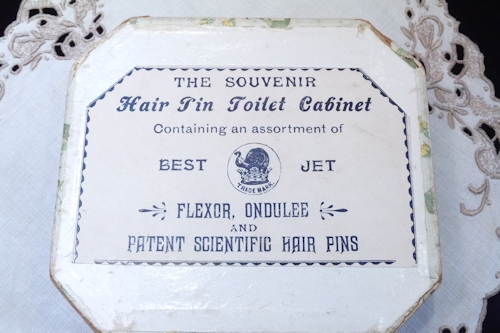 THE SOUVENIR
Hair Pin Toilet Cabinet
Containing an assortment of
BEST JET
TRADE MARK.
FLEXOR, ONDULEE
AND
PATENT SCIENTIFIC HAIR PINS